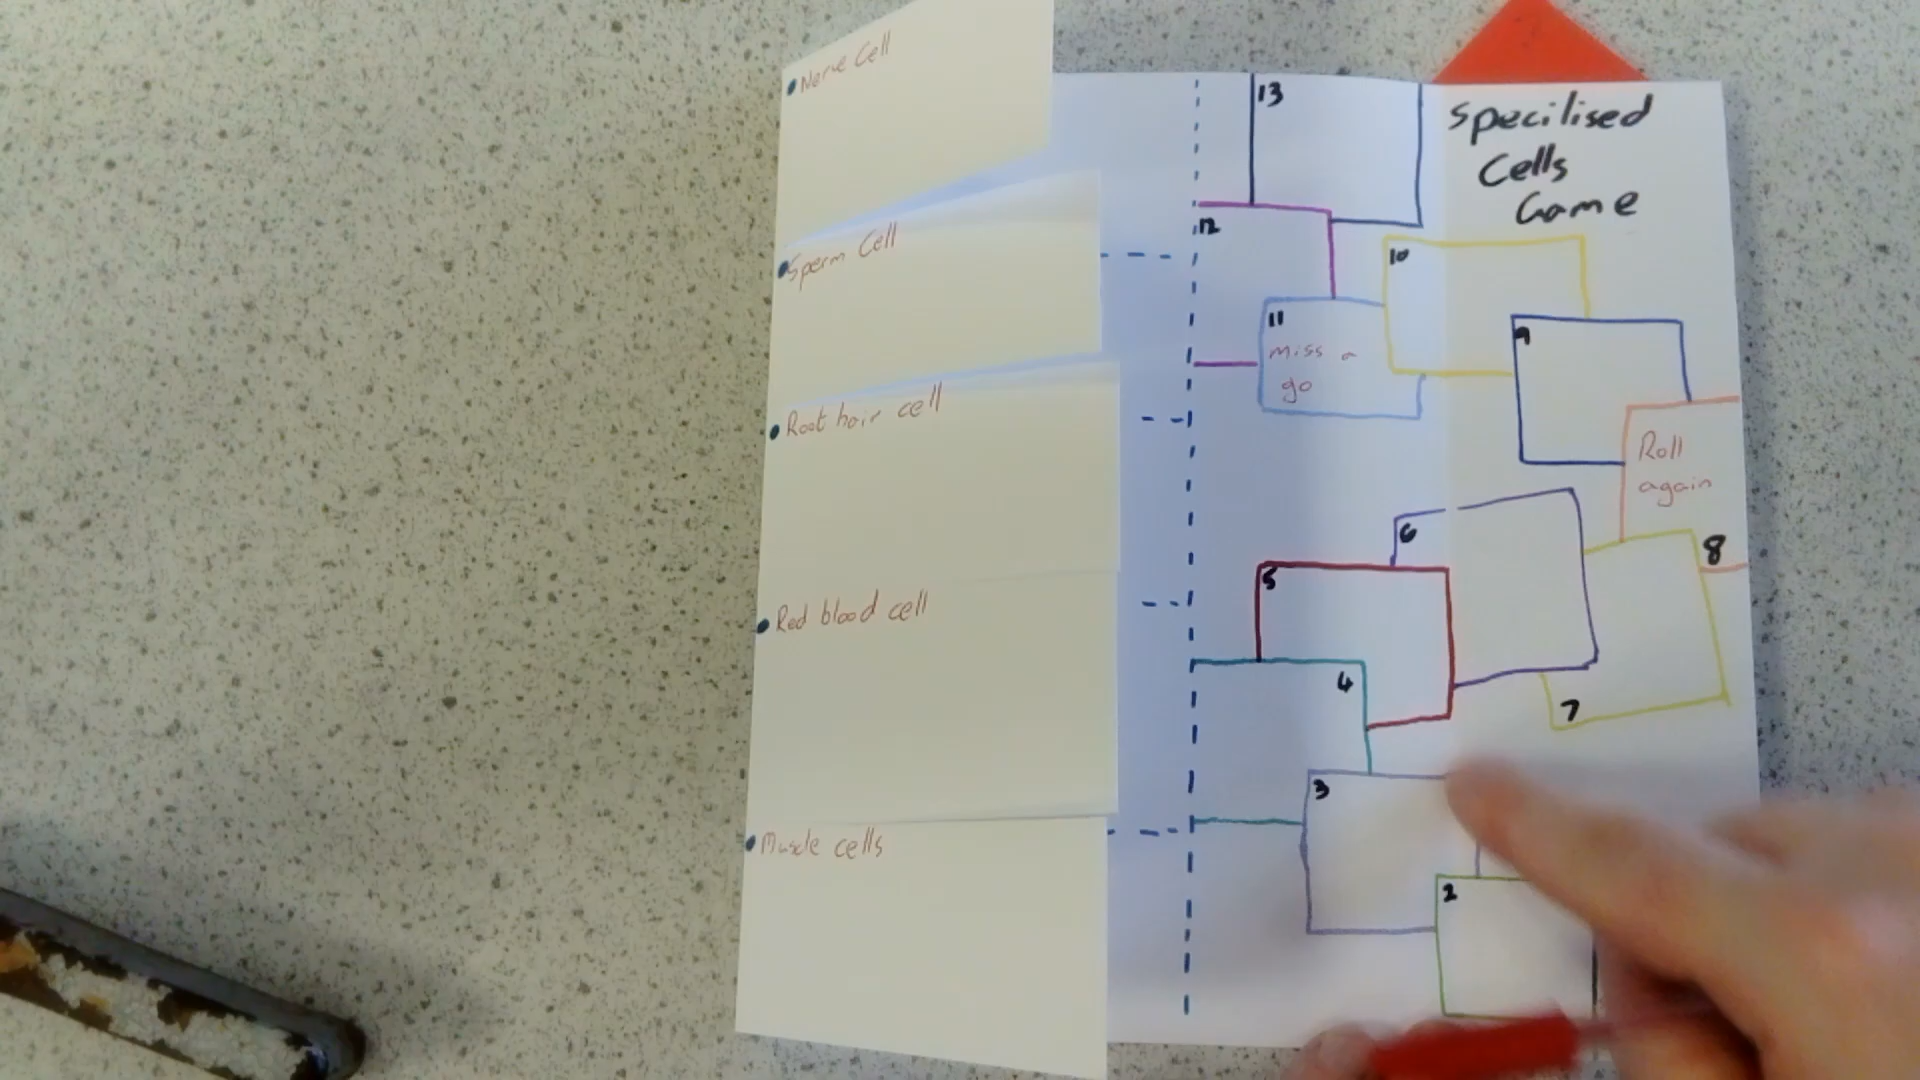 Nerve Cell
Sperm Cell
Root hair cell
Red blood cell
Muscle cells
Specilised
Cells
Game
13
12
11
miss a
go
10
9
Roll
again
8
7
6
5
4
3
2